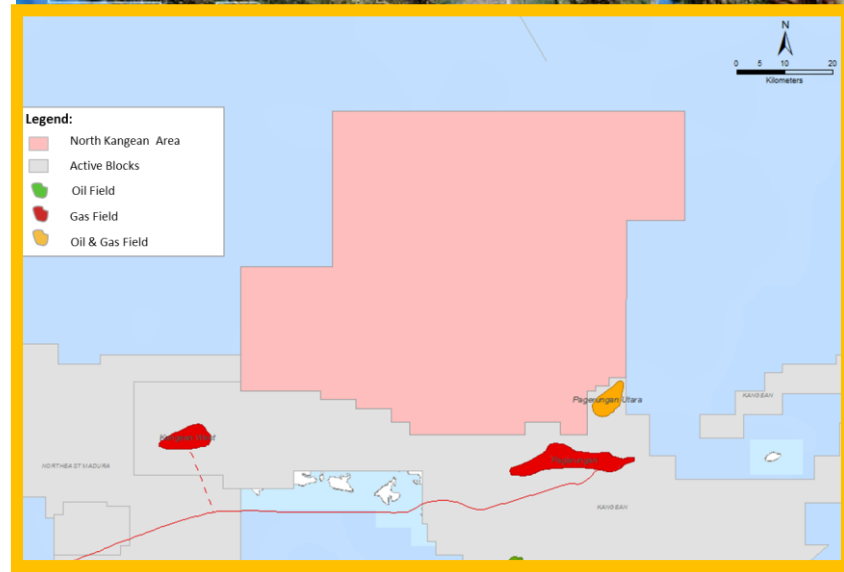 N
0 5 10 20
Kilometers
Legend:
North Kangean Area
Active Blocks
Oil Field
Gas Field
Oil & Gas Field
Pagerungan Utara
KANGEAN
NORTHEAST MADURA
KANGEAN